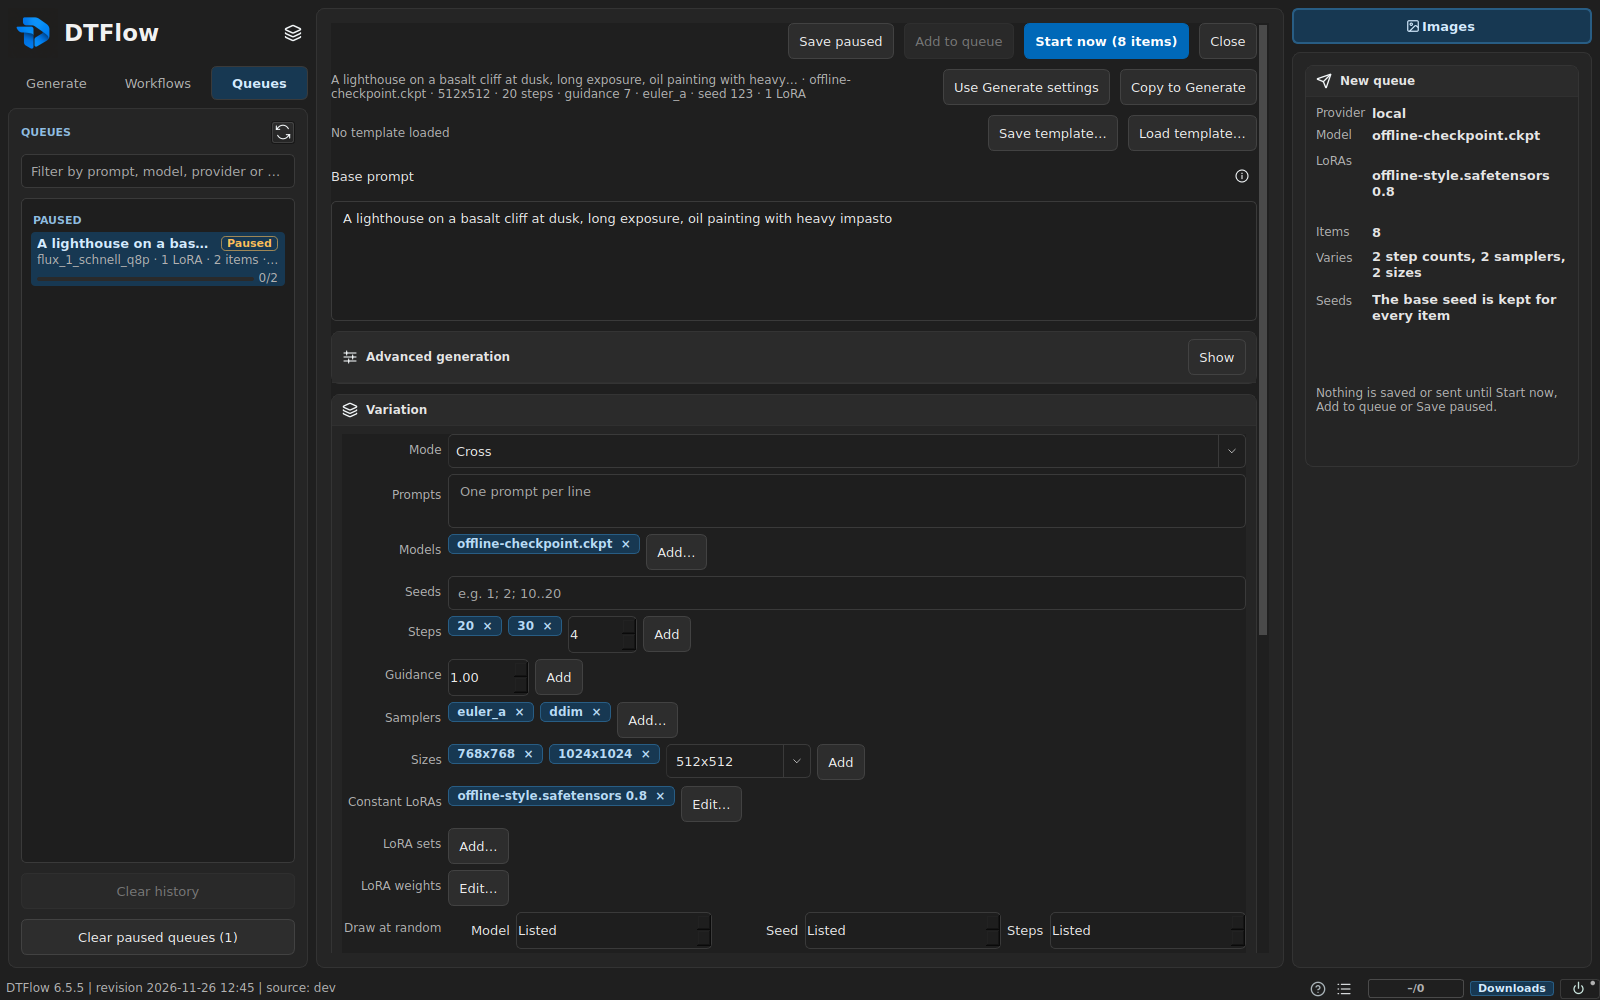 DTFlow
Generate
Workflows
Queues
QUEUES
Filter by prompt, model, provider or ...
PAUSED
A lighthouse on a bas... Paused
flux_1_schnell_q8p · 1 LoRA · 2 items ·...
0/2
Clear history
Clear paused queues (1)
Save paused
Add to queue
Start now (8 items)
Close
A lighthouse on a basalt cliff at dusk, long exposure, oil painting with heavy... · offline-
checkpoint.ckpt · 512x512 · 20 steps · guidance 7 · euler_a · seed 123 · 1 LoRA
Use Generate settings
Copy to Generate
No template loaded
Save template...
Load template...
Base prompt
A lighthouse on a basalt cliff at dusk, long exposure, oil painting with heavy impasto
Advanced generation
Show
Variation
Mode Cross
Prompts One prompt per line
Models offline-checkpoint.ckpt × Add...
Seeds e.g. 1; 2; 10..20
Steps 20 × 30 × 4 Add
Guidance 1.00 Add
Samplers euler_a × ddim × Add...
Sizes 768x768 × 1024x1024 × 512x512 Add
Constant LoRAs offline-style.safetensors 0.8 × Edit...
LoRA sets Add...
LoRA weights Edit...
Draw at random Model Listed Seed Listed Steps Listed
Images
New queue
Provider local
Model offline-checkpoint.ckpt
LoRAs
offline-style.safetensors
0.8
Items 8
Varies 2 step counts, 2 samplers,
2 sizes
Seeds The base seed is kept for
every item
Nothing is saved or sent until Start now,
Add to queue or Save paused.
DTFlow 6.5.5 | revision 2026-11-26 12:45 | source: dev
–/0
Downloads